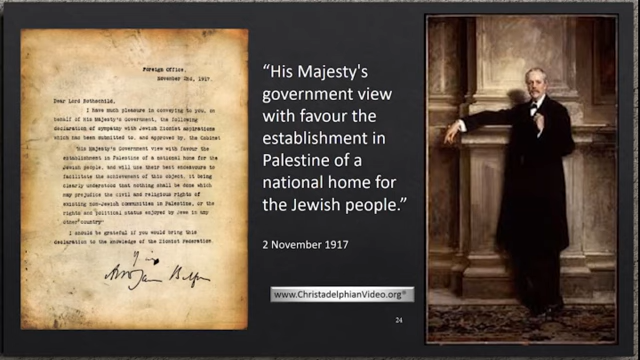 Foreign Office,
November 2nd, 1917.
Dear Lord Rothschild,
I have much pleasure in conveying to you, on
behalf of His Majesty's Government, the following
declaration of sympathy with Jewish Zionist aspirations
which has been submitted to, and approved by, the Cabinet
"His Majesty's Government view with favour the
establishment in Palestine of a national home for the
Jewish people, and will use their best endeavours to
facilitate the achievement of this object, it being
clearly understood that nothing shall be done which
may prejudice the civil and religious rights of
existing non-Jewish communities in Palestine, or the
rights and political status enjoyed by Jews in any
other country"
I should be grateful if you would bring this
declaration to the knowledge of the Zionist Federation.
“His Majesty's
government view
with favour the
establishment in
Palestine of a
national home for
the Jewish people.”
2 November 1917
www.ChristadelphianVideo.org®
24